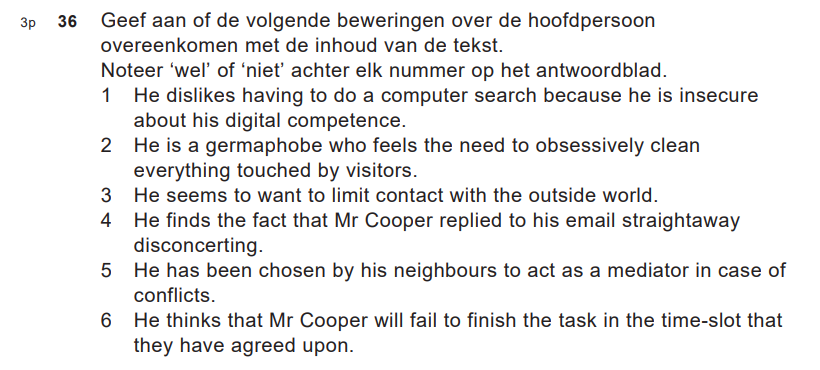 3p 36 Geef aan of de volgende beweringen over de hoofdpersoon
overeenkomen met de inhoud van de tekst.
Noteer ‘wel’ of ‘niet’ achter elk nummer op het antwoordblad.
1 He dislikes having to do a computer search because he is insecure
about his digital competence.
2 He is a germaphobe who feels the need to obsessively clean
everything touched by visitors.
3 He seems to want to limit contact with the outside world.
4 He finds the fact that Mr Cooper replied to his email straightaway
disconcerting.
5 He has been chosen by his neighbours to act as a mediator in case of
conflicts.
6 He thinks that Mr Cooper will fail to finish the task in the time-slot that
they have agreed upon.